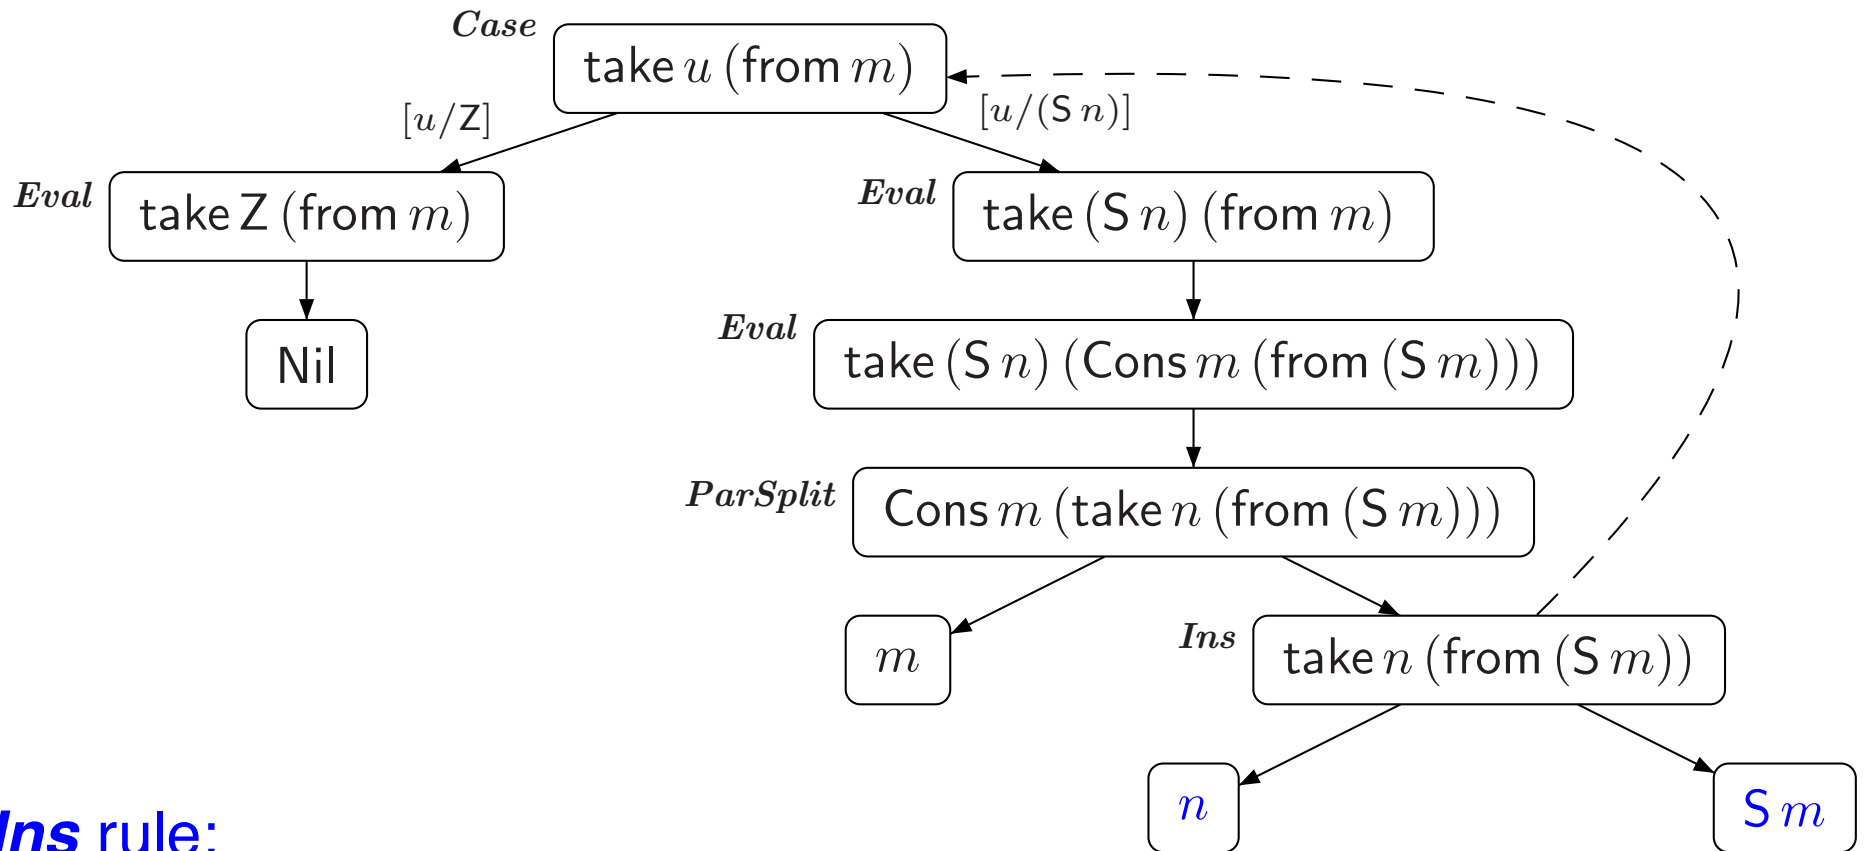 Case
take u (from m)
[u/Z]
[u/(S n)]
Eval
take Z (from m)
Eval
take (S n) (from m)
Nil
Eval
take (S n) (Cons m (from (S m)))
ParSplit
Cons m (take n (from (S m)))
m
Ins
take n (from (S m))
n
S m
Ins rule: